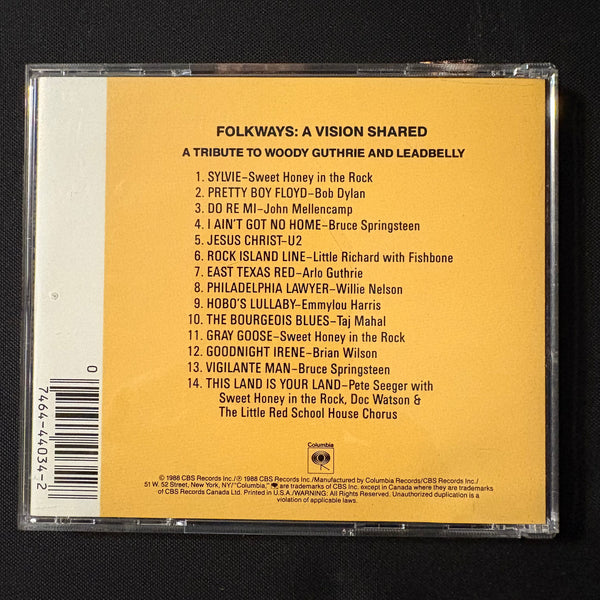 FOLKWAYS: A VISION SHARED
A TRIBUTE TO WOODY GUTHRIE AND LEADBELLY
1. SYLVIE–Sweet Honey in the Rock
2. PRETTY BOY FLOYD–Bob Dylan
3. DO RE MI–John Mellencamp
4. I AIN'T GOT NO HOME–Bruce Springsteen
5. JESUS CHRIST–U2
6. ROCK ISLAND LINE–Little Richard with Fishbone
7. EAST TEXAS RED–Arlo Guthrie
8. PHILADELPHIA LAWYER–Willie Nelson
9. HOBO'S LULLABY–Emmylou Harris
10. THE BOURGEOIS BLUES–Taj Mahal
11. GRAY GOOSE–Sweet Honey in the Rock
12. GOODNIGHT IRENE–Brian Wilson
13. VIGILANTE MAN–Bruce Springsteen
14. THIS LAND IS YOUR LAND–Pete Seeger with
Sweet Honey in the Rock, Doc Watson &
The Little Red School House Chorus
0
7464-44034-2
Columbia
© 1988 CBS Records Inc./℗ 1988 CBS Records Inc./Manufactured by Columbia Records/CBS Records Inc./
51 W. 52 Street, New York, NY/"Columbia," are trademarks of CBS Inc. except in Canada where they are trademarks
of CBS Records Canada Ltd. Printed in U.S.A./WARNING: All Rights Reserved. Unauthorized duplication is a
violation of applicable laws.